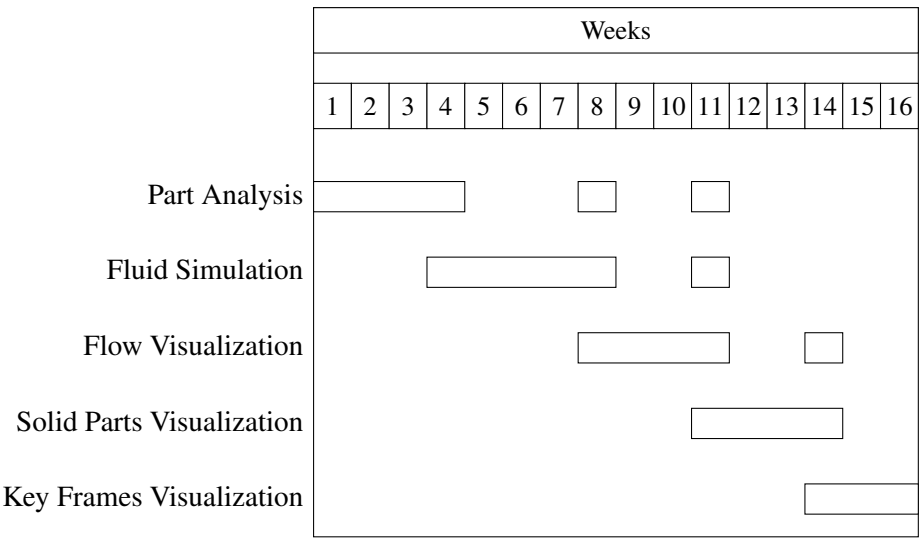 Weeks
1 2 3 4 5 6 7 8 9 10 11 12 13 14 15 16
Part Analysis
Fluid Simulation
Flow Visualization
Solid Parts Visualization
Key Frames Visualization